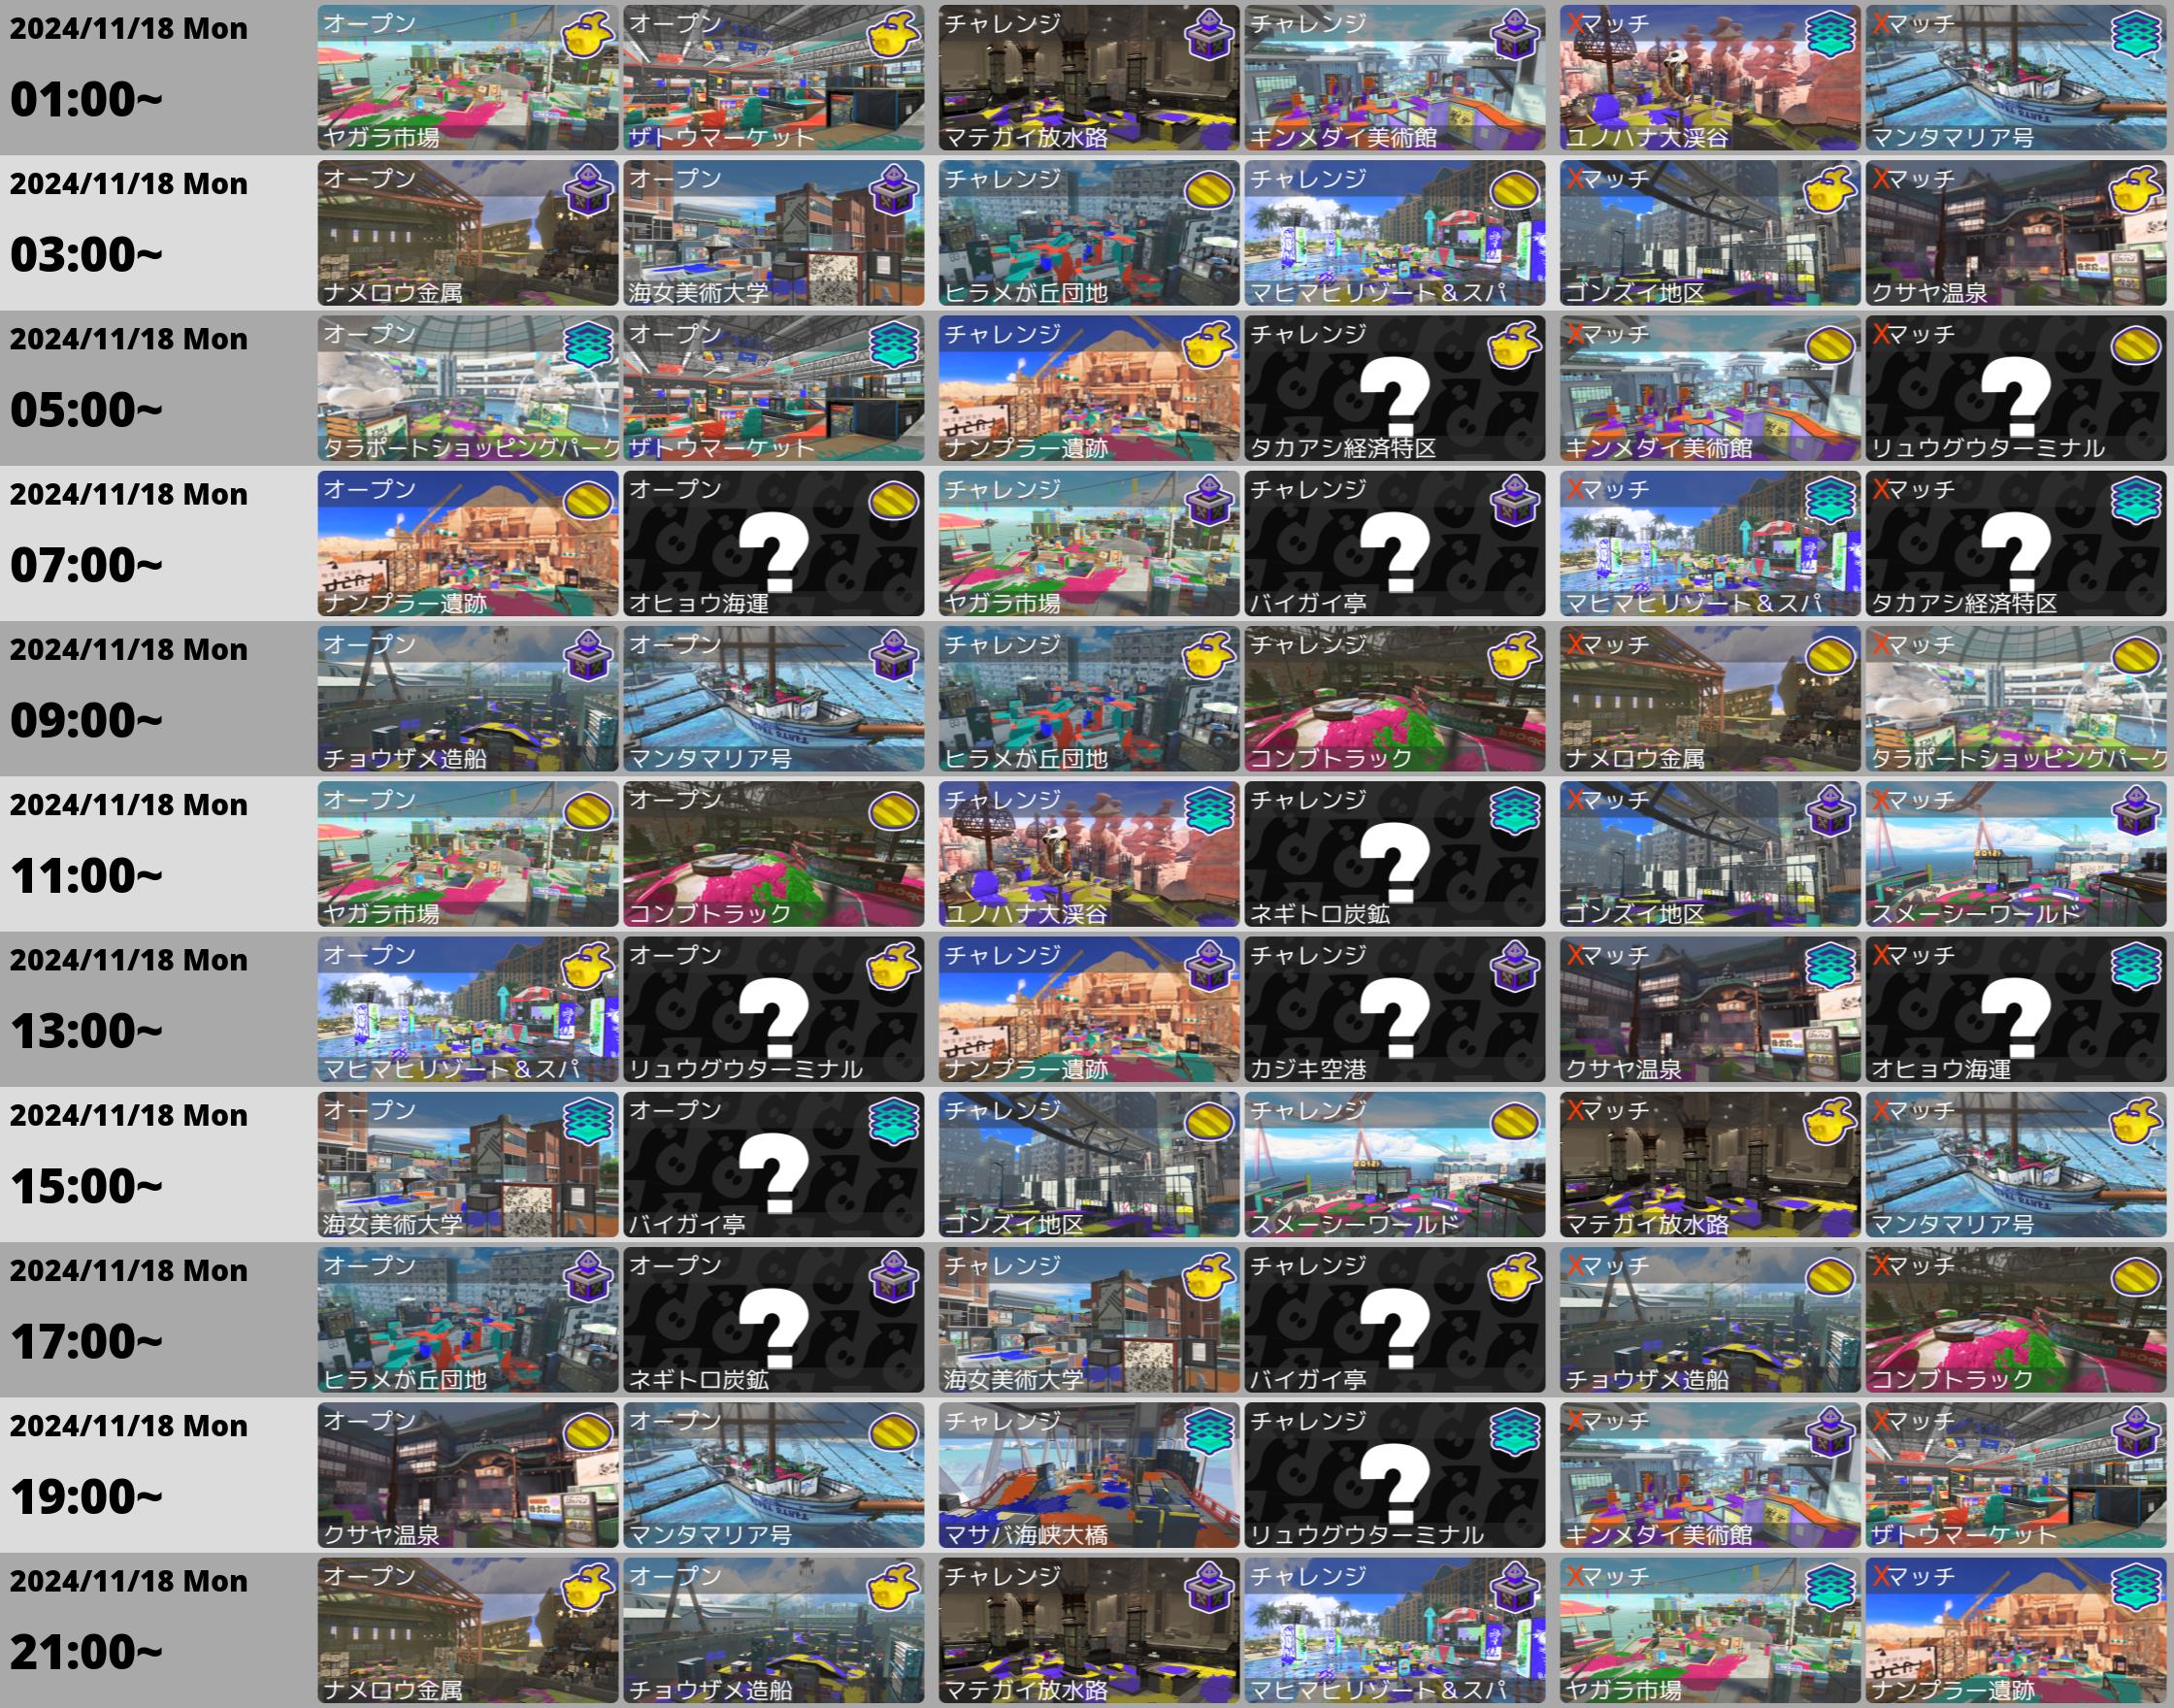 2024/11/18 Mon
01:00~
オープン
ヤガラ市場
オープン
ザトウマーケット
チャレンジ
マテガイ放水路
チャレンジ
キンメダイ美術館
Xマッチ
ユノハナ大渓谷
Xマッチ
マンタマリア号
2024/11/18 Mon
03:00~
オープン
ナメロウ金属
オープン
海女美術大学
チャレンジ
ヒラメが丘団地
チャレンジ
マヒマヒリゾート＆スパ
Xマッチ
ゴンズイ地区
Xマッチ
クサヤ温泉
2024/11/18 Mon
05:00~
オープン
タラポートショッピングパーク
オープン
ザトウマーケット
チャレンジ
ナンプラー遺跡
チャレンジ
?
タカアシ経済特区
Xマッチ
キンメダイ美術館
Xマッチ
?
リュウグウターミナル
2024/11/18 Mon
07:00~
オープン
ナンプラー遺跡
オープン
?
オヒョウ海運
チャレンジ
ヤガラ市場
チャレンジ
?
バイガイ亭
Xマッチ
マヒマヒリゾート＆スパ
Xマッチ
?
タカアシ経済特区
2024/11/18 Mon
09:00~
オープン
チョウザメ造船
オープン
マンタマリア号
チャレンジ
ヒラメが丘団地
チャレンジ
コンブトラック
Xマッチ
ナメロウ金属
Xマッチ
タラポートショッピングパーク
2024/11/18 Mon
11:00~
オープン
ヤガラ市場
オープン
コンブトラック
チャレンジ
ユノハナ大渓谷
チャレンジ
?
ネギトロ炭鉱
Xマッチ
ゴンズイ地区
Xマッチ
スメーシーワールド
2024/11/18 Mon
13:00~
オープン
マヒマヒリゾート＆スパ
オープン
?
リュウグウターミナル
チャレンジ
ナンプラー遺跡
チャレンジ
?
カジキ空港
Xマッチ
クサヤ温泉
Xマッチ
?
オヒョウ海運
2024/11/18 Mon
15:00~
オープン
海女美術大学
オープン
?
バイガイ亭
チャレンジ
ゴンズイ地区
チャレンジ
スメーシーワールド
Xマッチ
マテガイ放水路
Xマッチ
マンタマリア号
2024/11/18 Mon
17:00~
オープン
ヒラメが丘団地
オープン
?
ネギトロ炭鉱
チャレンジ
海女美術大学
チャレンジ
?
バイガイ亭
Xマッチ
チョウザメ造船
Xマッチ
コンブトラック
2024/11/18 Mon
19:00~
オープン
クサヤ温泉
オープン
マンタマリア号
チャレンジ
マサバ海峡大橋
チャレンジ
?
リュウグウターミナル
Xマッチ
キンメダイ美術館
Xマッチ
ザトウマーケット
2024/11/18 Mon
21:00~
オープン
ナメロウ金属
オープン
チョウザメ造船
チャレンジ
マテガイ放水路
チャレンジ
マヒマヒリゾート＆スパ
Xマッチ
ヤガラ市場
Xマッチ
ナンプラー遺跡